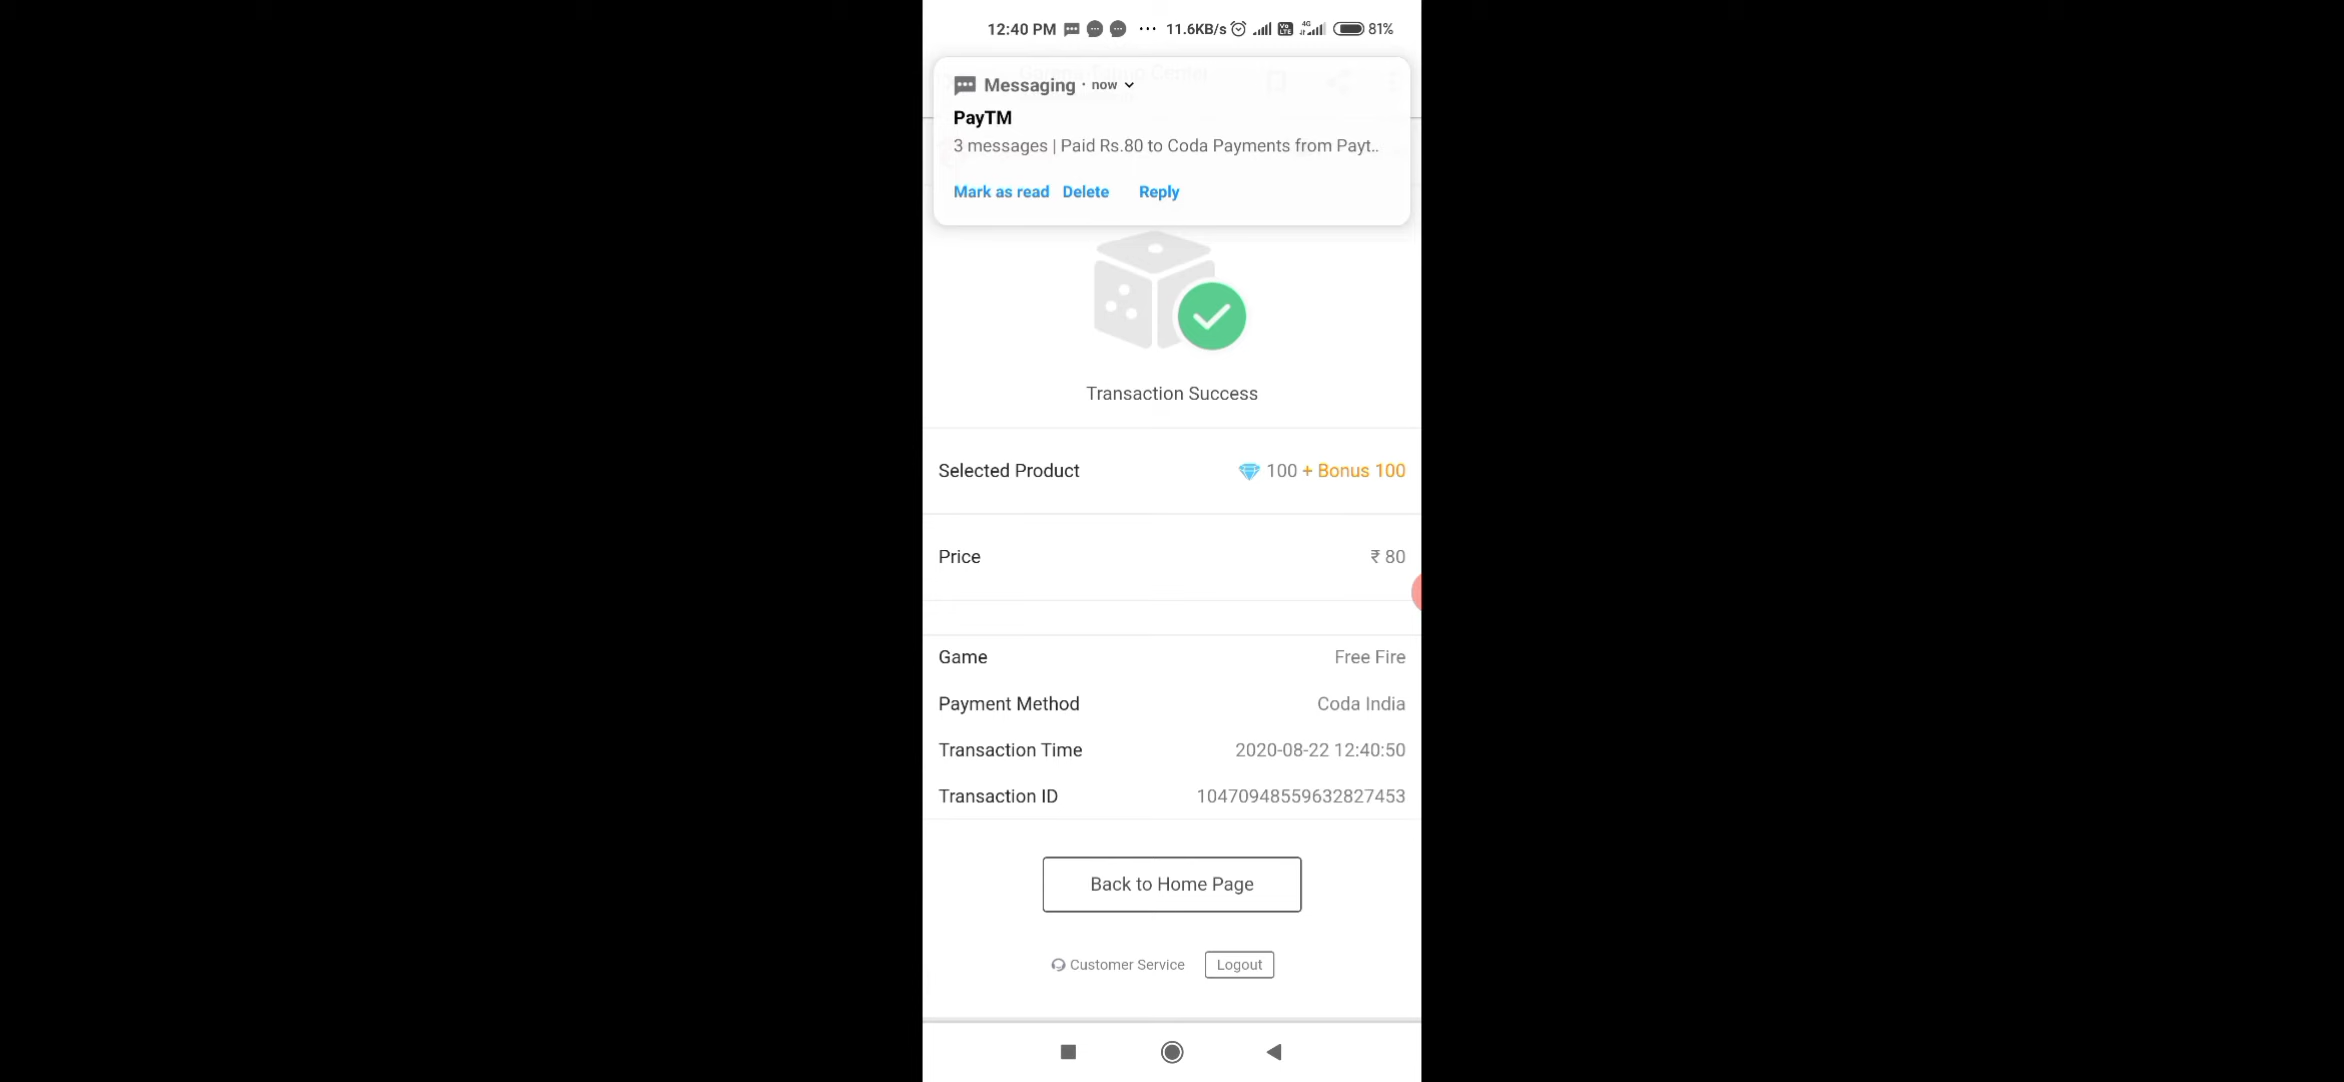 12:40 PM ... 11.6KB/s 4G 81%
Messaging · now
PayTM
3 messages | Paid Rs.80 to Coda Payments from Payt..
Mark as read Delete Reply
Transaction Success
Selected Product 100 + Bonus 100
Price ₹ 80
Game Free Fire
Payment Method Coda India
Transaction Time 2020-08-22 12:40:50
Transaction ID 10470948559632827453
Back to Home Page
Customer Service Logout